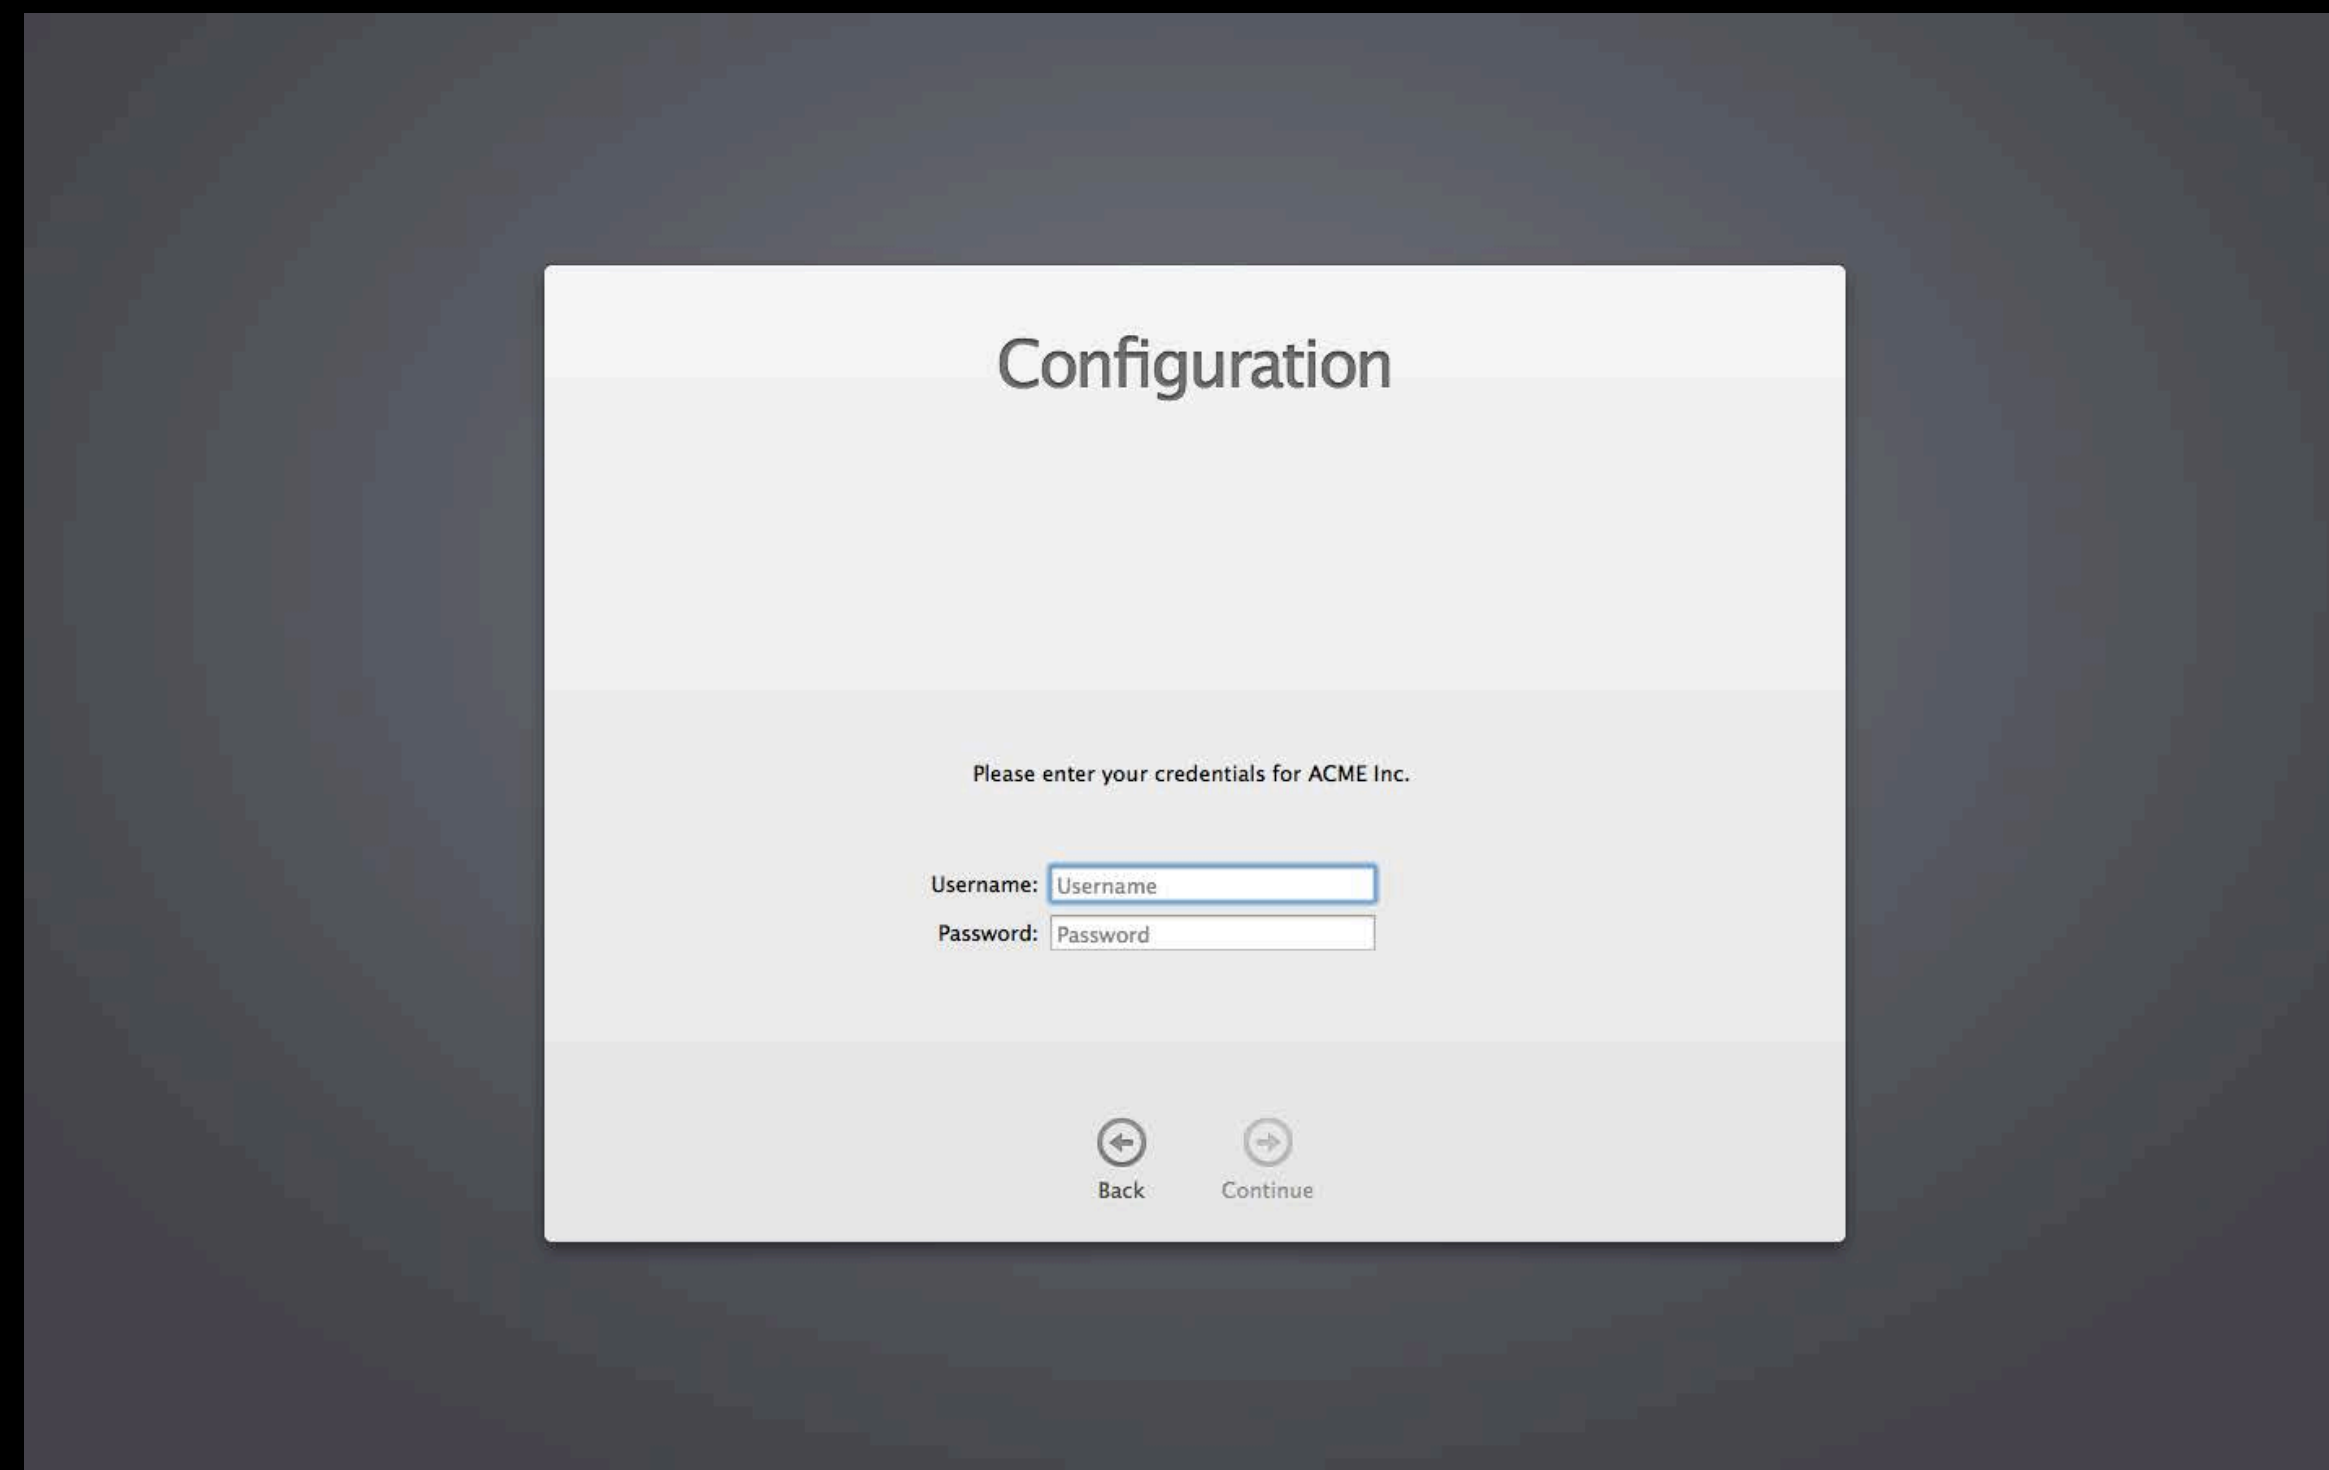 Configuration
Please enter your credentials for ACME Inc.
Username: Username
Password: Password
Back Continue